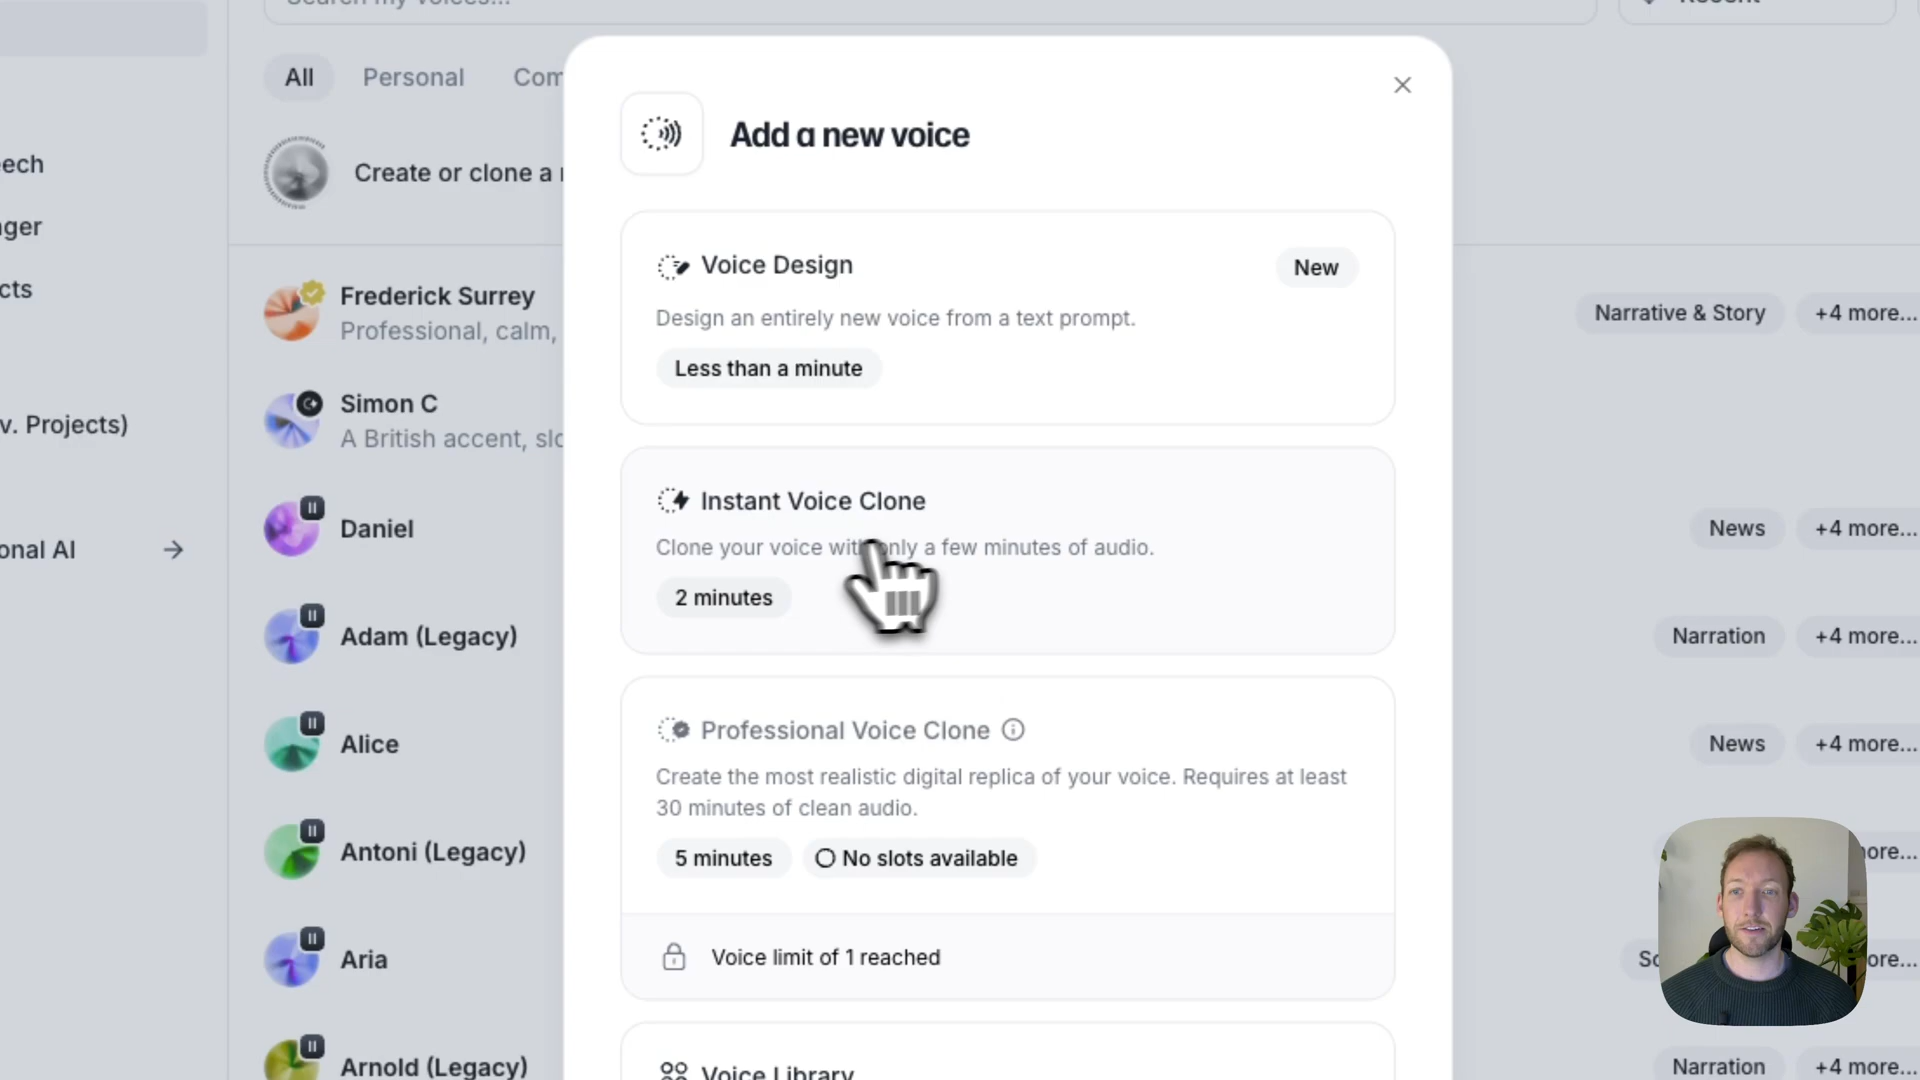 All
Personal
Com
Create or clone a
Frederick Surrey
Professional, calm,
Simon C
A British accent, slo
Daniel
Adam (Legacy)
Alice
Antoni (Legacy)
Aria
Arnold (Legacy)
eech
ager
cts
v. Projects)
onal AI
Add a new voice
Voice Design
New
Design an entirely new voice from a text prompt.
Less than a minute
Instant Voice Clone
Clone your voice with only a few minutes of audio.
2 minutes
Professional Voice Clone
Create the most realistic digital replica of your voice. Requires at least
30 minutes of clean audio.
5 minutes
No slots available
Voice limit of 1 reached
Voice Library
Narrative & Story
+4 more...
News
+4 more...
Narration
+4 more...
News
+4 more...
ore...
ore...
Narration
+4 more...